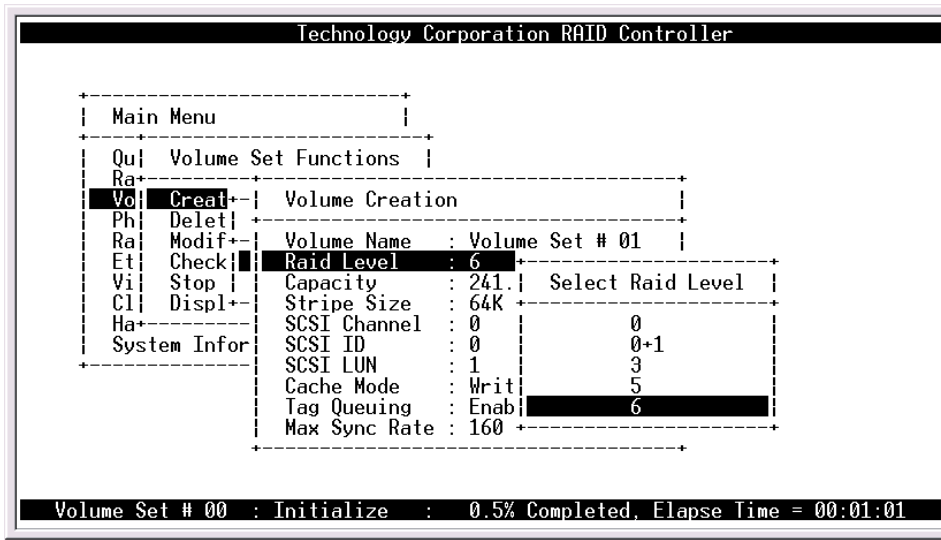 Technology Corporation RAID Controller
Main Menu
Qu Volume Set Functions
Ra
Vo Creat Volume Creation
Ph Delet
Ra Modif Volume Name : Volume Set # 01
Et Check Raid Level : 6
Vi Stop Capacity : 241. Select Raid Level
Cl Displ Stripe Size : 64K
Ha SCSI Channel : 0 0
System Infor SCSI ID : 0 0+1
SCSI LUN : 1 3
Cache Mode : Writ 5
Tag Queuing : Enab 6
Max Sync Rate : 160
Volume Set # 00 : Initialize : 0.5% Completed, Elapse Time = 00:01:01